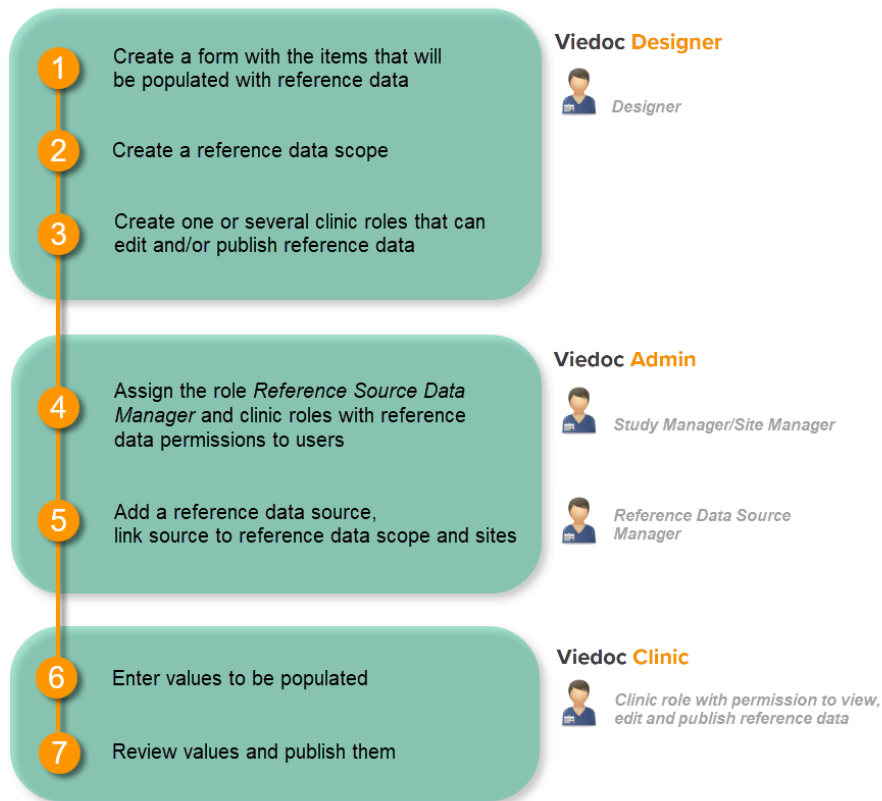 1
Create a form with the items that will
be populated with reference data
2
Create a reference data scope
3
Create one or several clinic roles that can
edit and/or publish reference data
Viedoc Designer
Designer
4
Assign the role Reference Source Data
Manager and clinic roles with reference
data permissions to users
5
Add a reference data source,
link source to reference data scope and sites
Viedoc Admin
Study Manager/Site Manager
Reference Data Source
Manager
6
Enter values to be populated
7
Review values and publish them
Viedoc Clinic
Clinic role with permission to view,
edit and publish reference data